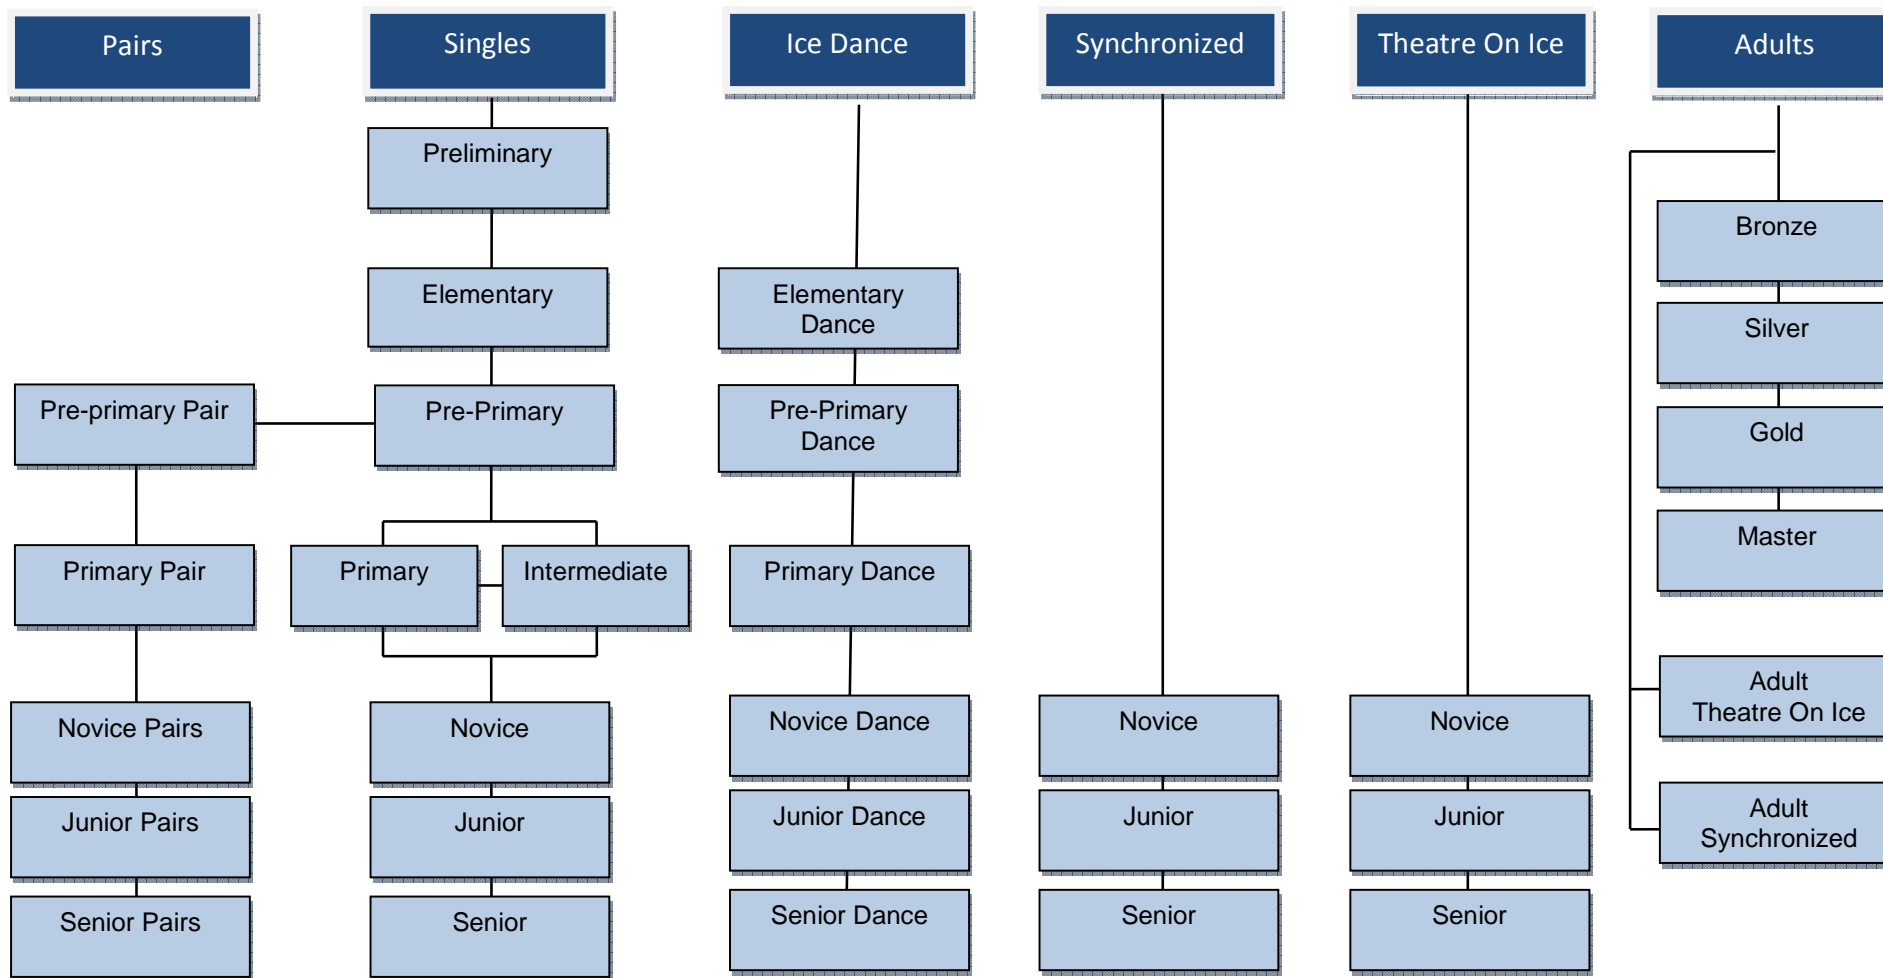 Pairs
Singles
Ice Dance
Synchronized
Theatre On Ice
Adults
Preliminary
Bronze
Elementary
Elementary
Dance
Silver
Pre-primary Pair
Pre-Primary
Pre-Primary
Dance
Gold
Primary Pair
Primary
Intermediate
Primary Dance
Master
Adult
Theatre On Ice
Novice Pairs
Novice
Novice Dance
Novice
Novice
Junior Pairs
Junior
Junior Dance
Junior
Junior
Adult
Synchronized
Senior Pairs
Senior
Senior Dance
Senior
Senior